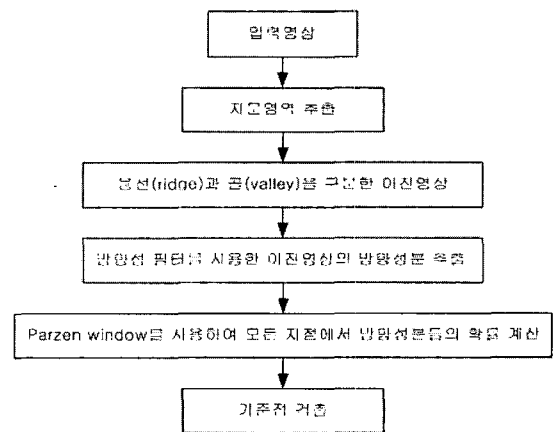 입력영상
지문영역 추출
융선(ridge)과 골(valley)을 구분한 이진영상
방향성 필터를 사용한 이진영상의 방향성분 추출
Parzen window를 사용하여 모든 지점에서 방향성분들의 확률 계산
기준점 검출